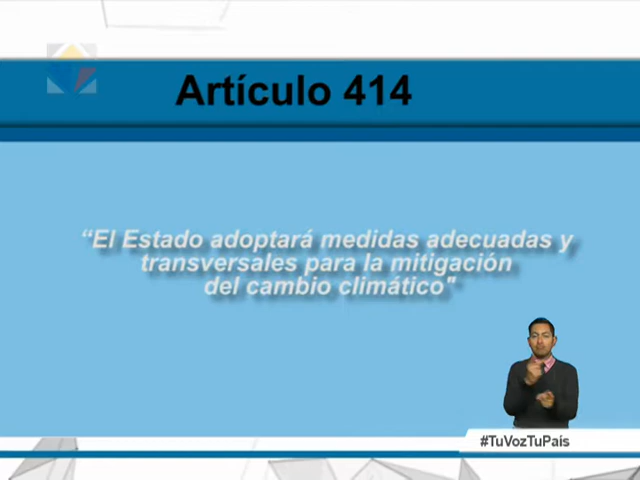 Artículo 414
“El Estado adoptará medidas adecuadas y
transversales para la mitigación
del cambio climático"
#TuVozTuPaís